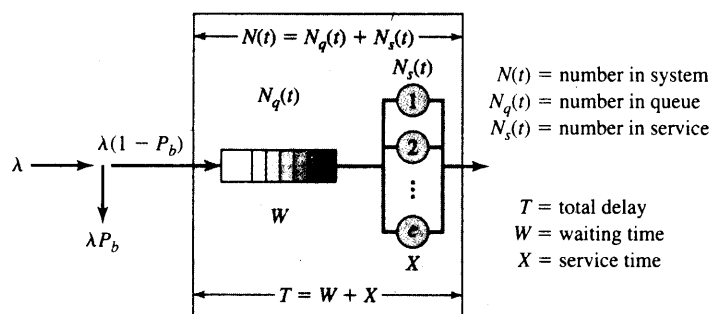 N(t) = N_q(t) + N_s(t)
N_s(t)
N_q(t)
1
2
⋮
c
λ
λ(1 − P_b)
λP_b
W
X
T = W + X
N(t) = number in system
N_q(t) = number in queue
N_s(t) = number in service
T = total delay
W = waiting time
X = service time